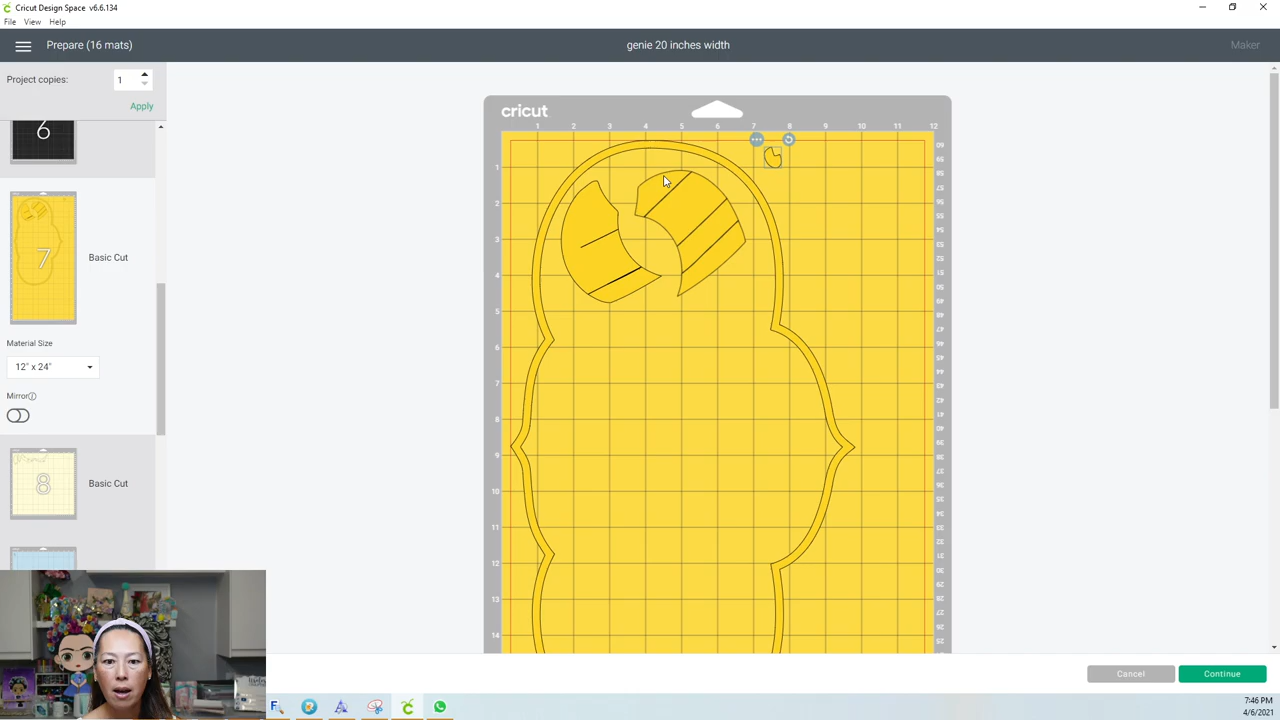 Cricut Design Space v6.6.134
File View Help
Prepare (16 mats)
genie 20 inches width
Maker
Project copies:
1
Apply
6
7
Basic Cut
Material Size
12" x 24"
Mirror
8
Basic Cut
cricut
1 2 3 4 5 6 7 8 9 10 11 12
1
2
3
4
5
6
7
8
9
10
11
12
13
14
Cancel
Continue
7:46 PM
4/6/2021